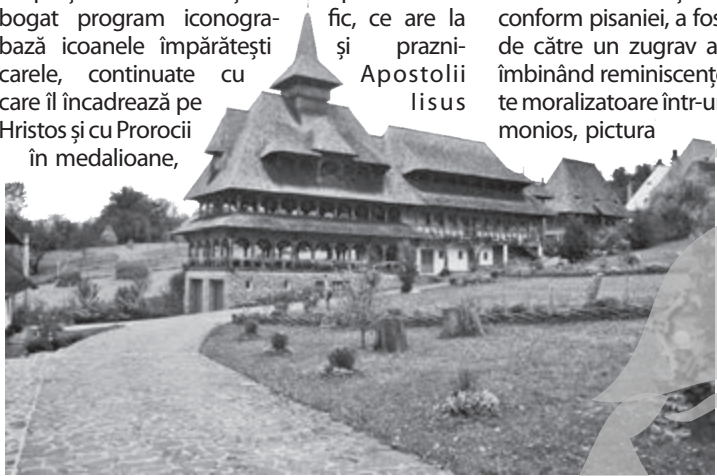 bogat program iconogra- fic, ce are la
bază icoanele împărătești și prazni-
carele, continuate cu Apostolii
care îl încadrează pe Iisus
Hristos și cu Prorocii
în medalioane,
conform pisaniei, a fos
de către un zugrav a
îmbinând reminiscențe
te moralizatoare într-u
monios, pictura